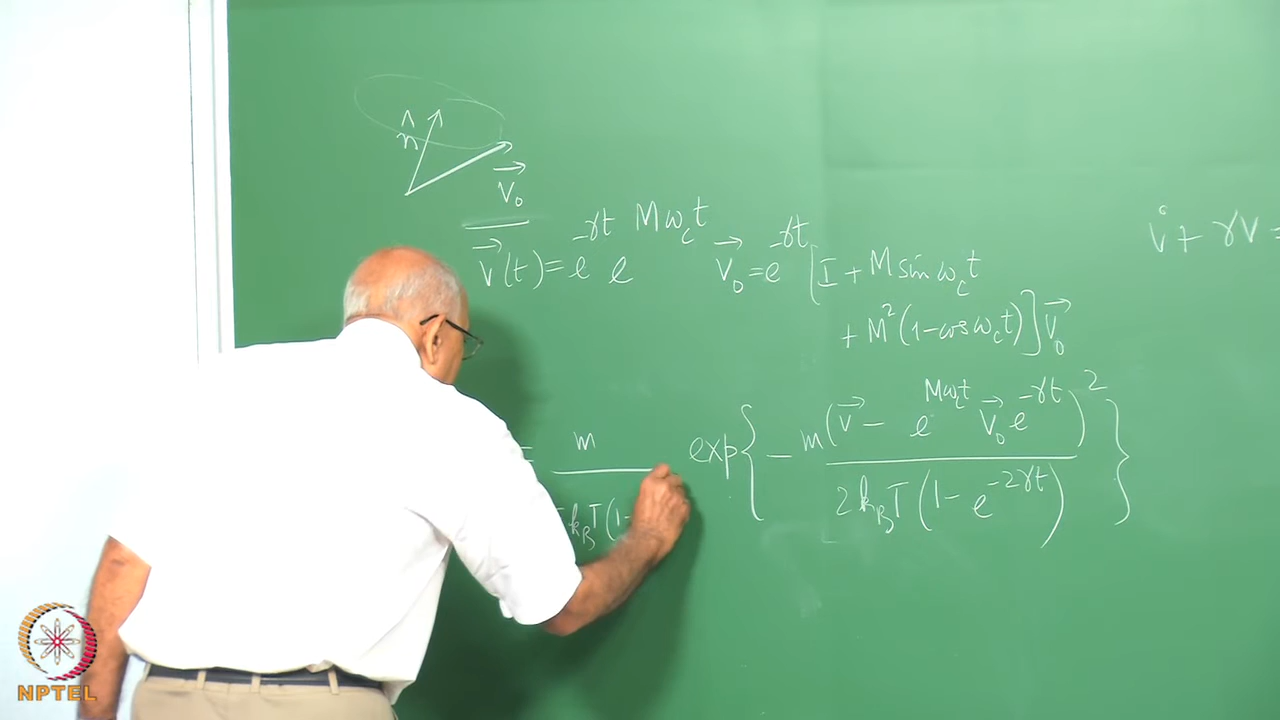 n̂
v⃗₀
v⃗(t) = e^{-γt} e^{Mω_c t} v⃗₀ = e^{-γt} [I + M sin ω_c t
+ M²(1 - cos ω_c t)] v⃗₀
v̇ + γv =
= m / k_B T (1- exp { - m(v⃗ - e^{Mω_c t} v⃗₀ e^{-γt})² / 2k_B T (1 - e^{-2γt}) }
NPTEL